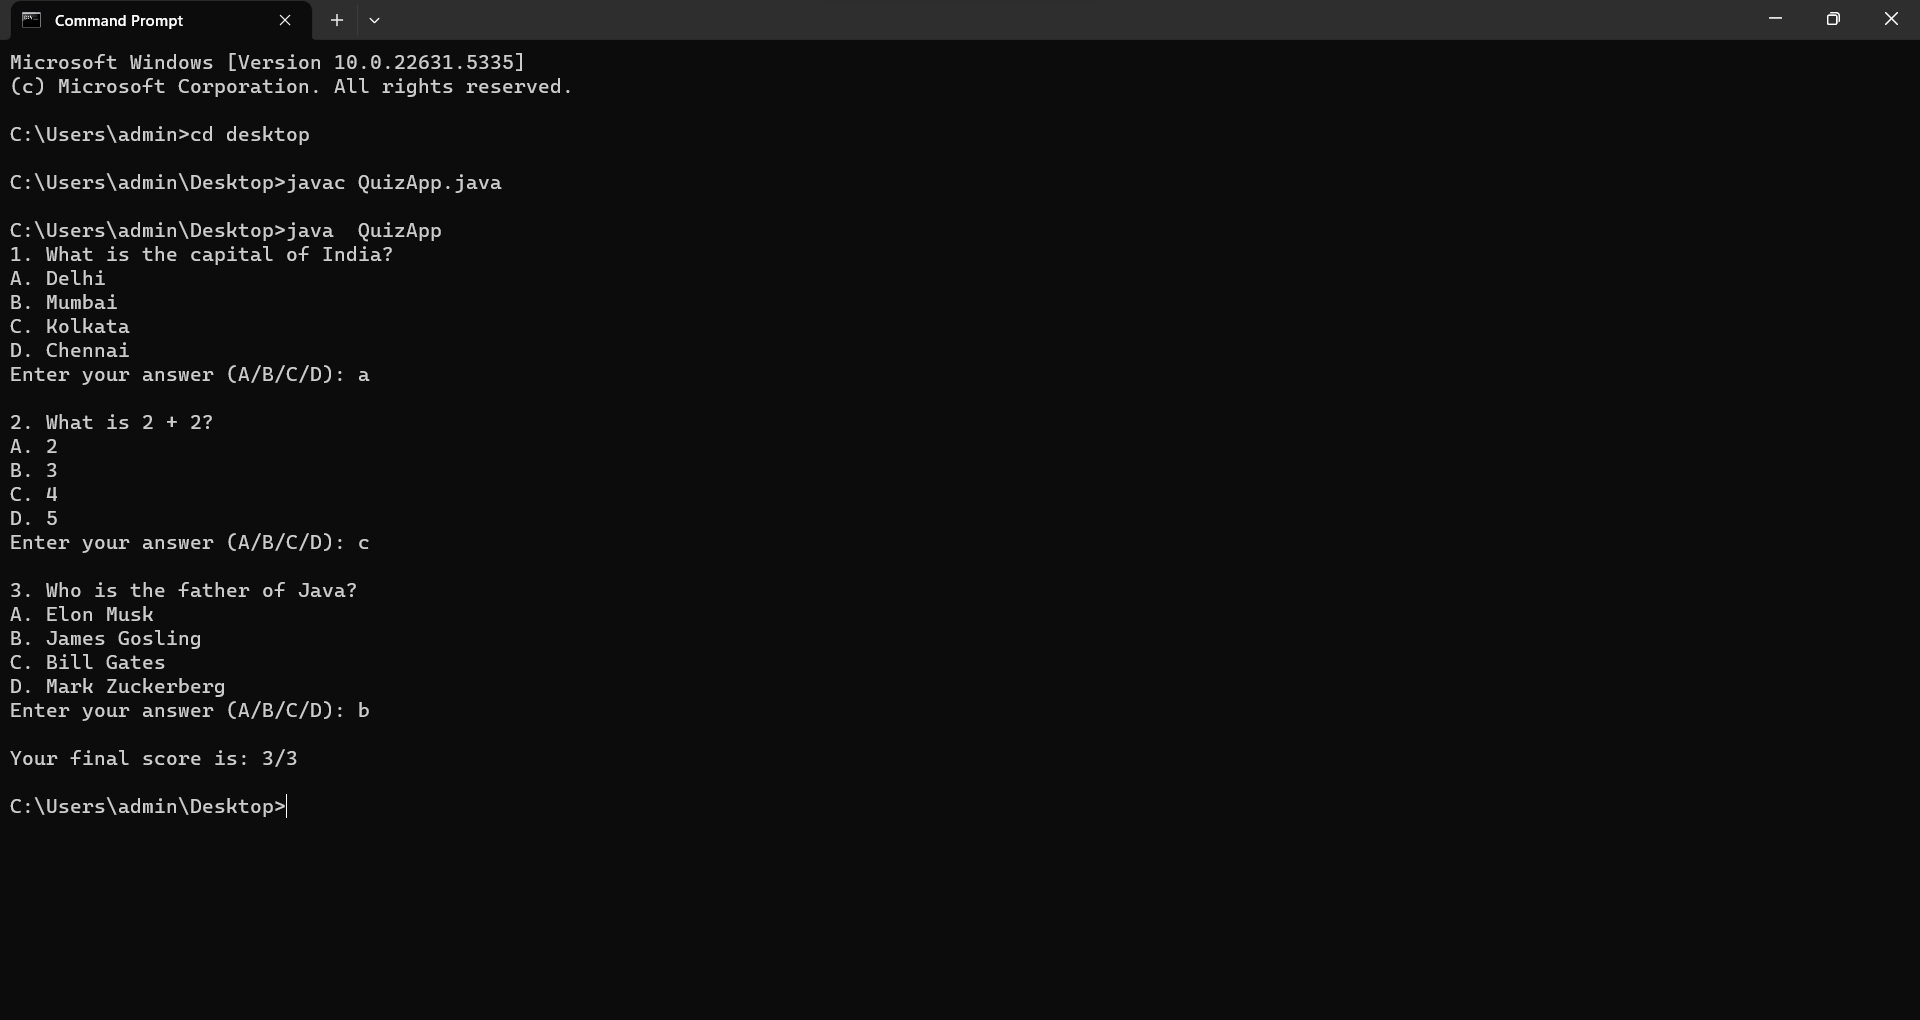 Command Prompt
Microsoft Windows [Version 10.0.22631.5335]
(c) Microsoft Corporation. All rights reserved.
C:\Users\admin>cd desktop
C:\Users\admin\Desktop>javac QuizApp.java
C:\Users\admin\Desktop>java  QuizApp
1. What is the capital of India?
A. Delhi
B. Mumbai
C. Kolkata
D. Chennai
Enter your answer (A/B/C/D): a
2. What is 2 + 2?
A. 2
B. 3
C. 4
D. 5
Enter your answer (A/B/C/D): c
3. Who is the father of Java?
A. Elon Musk
B. James Gosling
C. Bill Gates
D. Mark Zuckerberg
Enter your answer (A/B/C/D): b
Your final score is: 3/3
C:\Users\admin\Desktop>